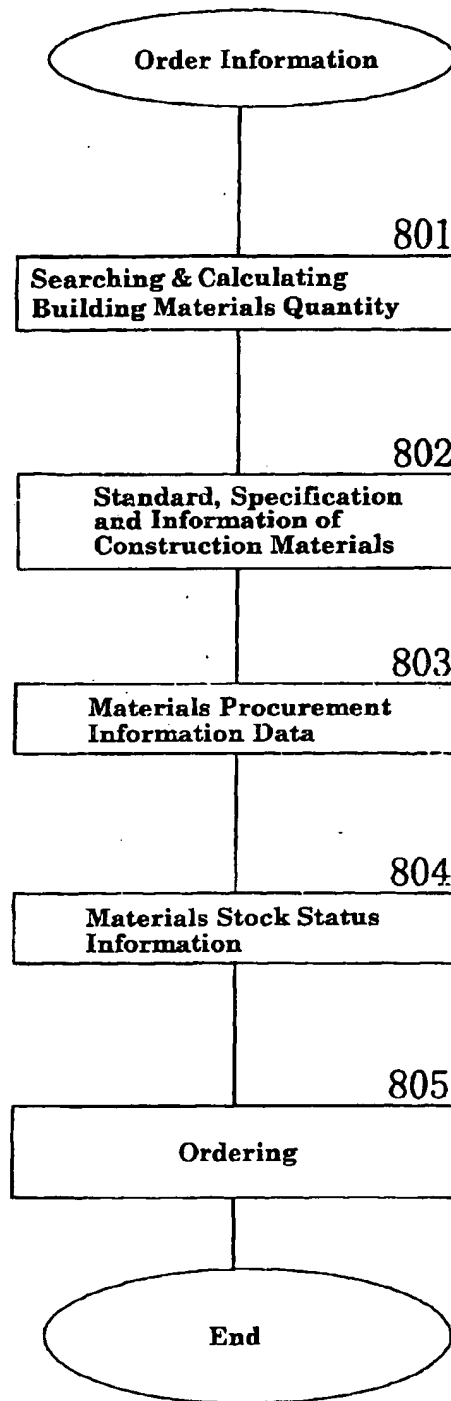 Order Information
801
Searching & Calculating
Building Materials Quantity
802
Standard, Specification
and Information of
Construction Materials
803
Materials Procurement
Information Data
804
Materials Stock Status
Information
805
Ordering
End